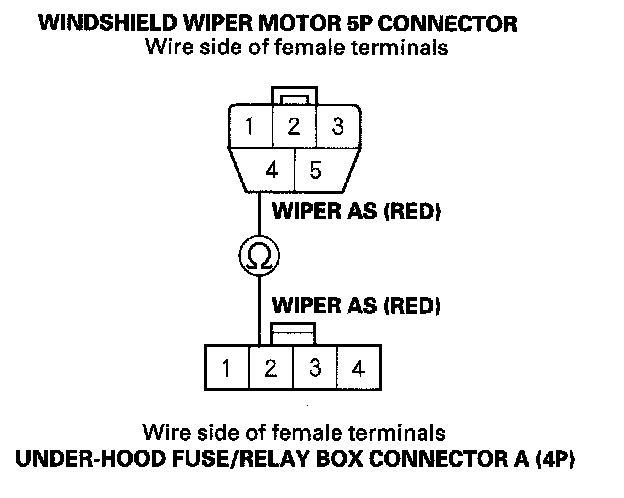 WINDSHIELD WIPER MOTOR 5P CONNECTOR
Wire side of female terminals
1 2 3
4 5
WIPER AS (RED)
Ω
WIPER AS (RED)
1 2 3 4
Wire side of female terminals
UNDER-HOOD FUSE/RELAY BOX CONNECTOR A (4P)